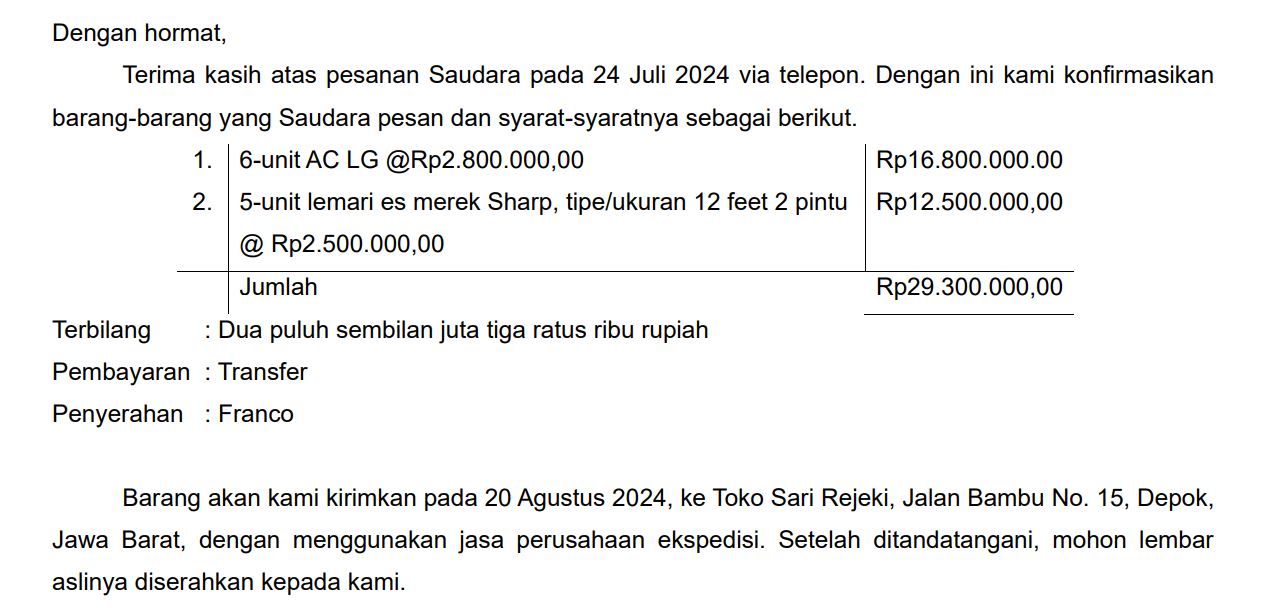 Dengan hormat,
Terima kasih atas pesanan Saudara pada 24 Juli 2024 via telepon. Dengan ini kami konfirmasikan
barang-barang yang Saudara pesan dan syarat-syaratnya sebagai berikut.
1. 6-unit AC LG @Rp2.800.000,00 Rp16.800.000.00
2. 5-unit lemari es merek Sharp, tipe/ukuran 12 feet 2 pintu Rp12.500.000,00
@ Rp2.500.000,00
Jumlah Rp29.300.000,00
Terbilang : Dua puluh sembilan juta tiga ratus ribu rupiah
Pembayaran : Transfer
Penyerahan : Franco
Barang akan kami kirimkan pada 20 Agustus 2024, ke Toko Sari Rejeki, Jalan Bambu No. 15, Depok,
Jawa Barat, dengan menggunakan jasa perusahaan ekspedisi. Setelah ditandatangani, mohon lembar
aslinya diserahkan kepada kami.